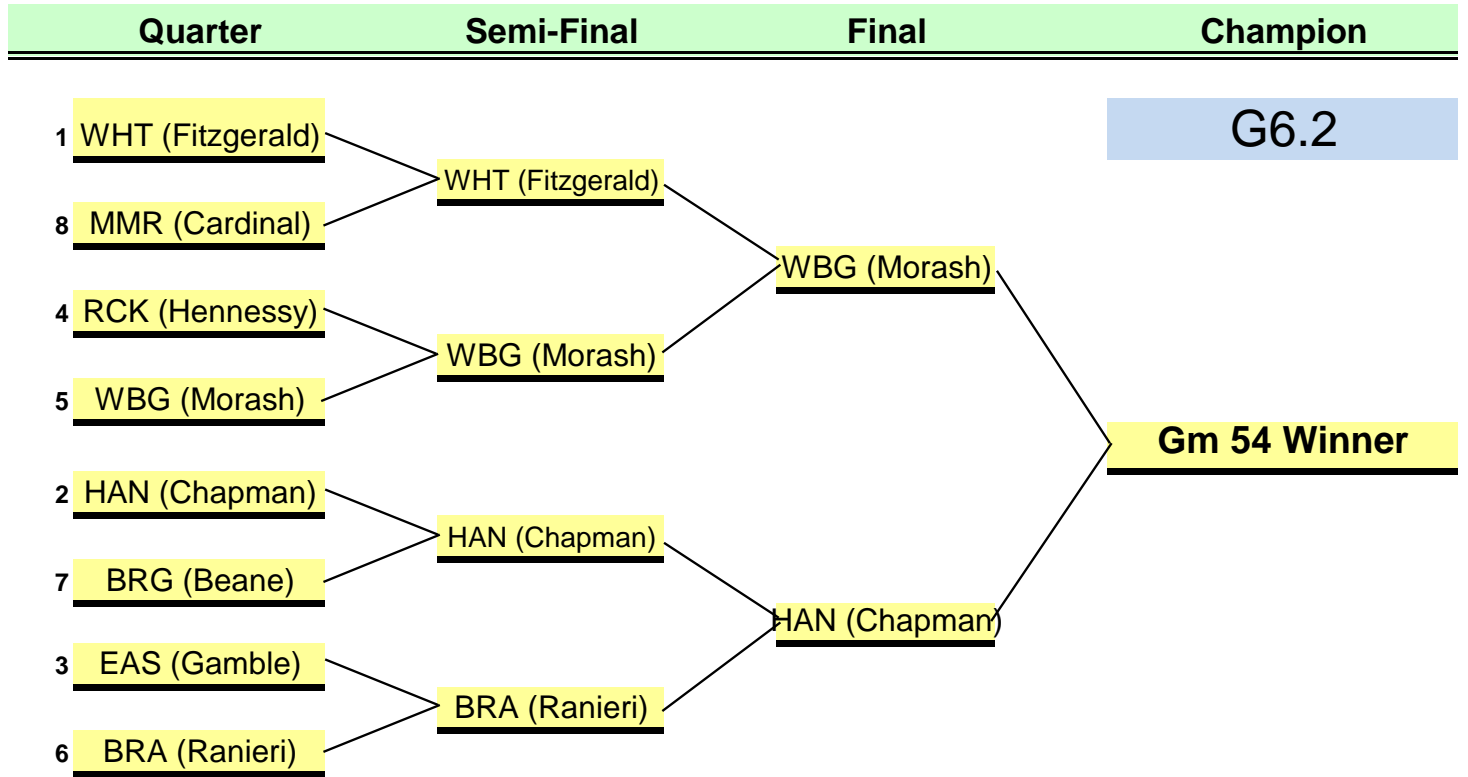 Quarter Semi-Final Final Champion
G6.2
1 WHT (Fitzgerald)
WHT (Fitzgerald)
8 MMR (Cardinal)
WBG (Morash)
4 RCK (Hennessy)
WBG (Morash)
5 WBG (Morash)
Gm 54 Winner
2 HAN (Chapman)
HAN (Chapman)
7 BRG (Beane)
HAN (Chapman)
3 EAS (Gamble)
BRA (Ranieri)
6 BRA (Ranieri)